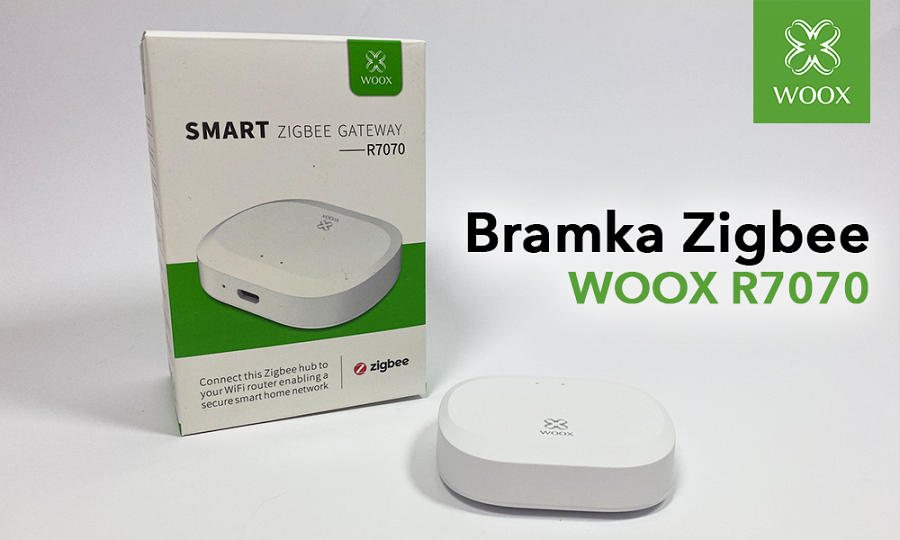 WOOX
SMART ZIGBEE GATEWAY
R7070
WOOX
Connect this Zigbee hub to
your WiFi router enabling a
secure smart home network
zigbee
WOOX
Bramka Zigbee
WOOX R7070
WOOX